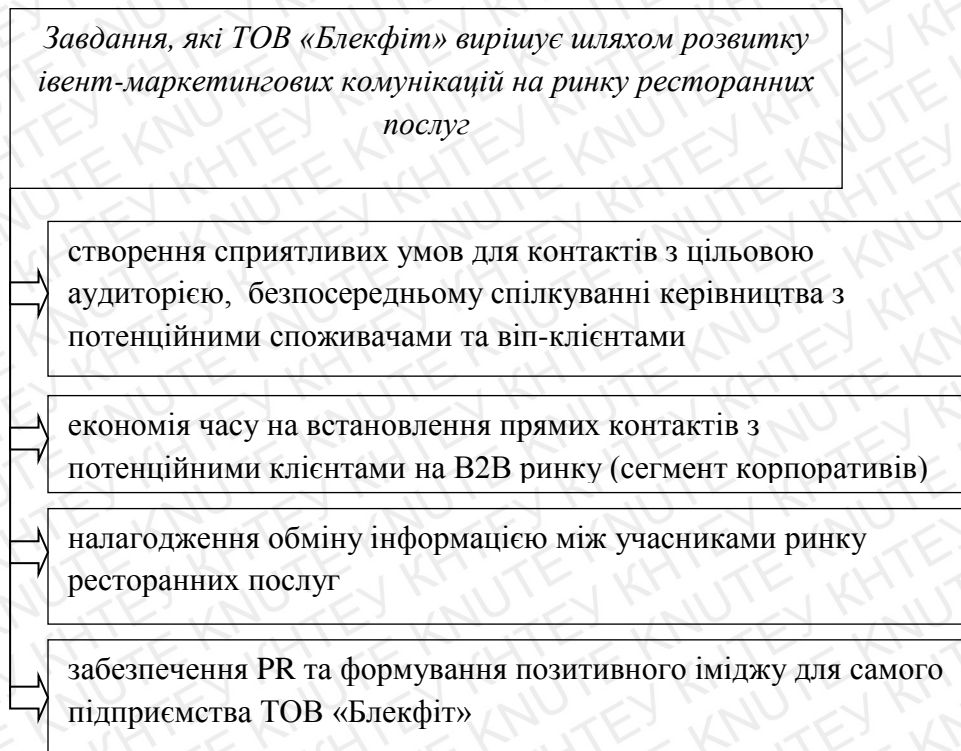 Завдання, які ТОВ «Блекфіт» вирішує шляхом розвитку
івент-маркетингових комунікацій на ринку ресторанних
послуг
створення сприятливих умов для контактів з цільовою
аудиторією, безпосередньому спілкуванні керівництва з
потенційними споживачами та віп-клієнтами
економія часу на встановлення прямих контактів з
потенційними клієнтами на B2B ринку (сегмент корпоративів)
налагодження обміну інформацією між учасниками ринку
ресторанних послуг
забезпечення PR та формування позитивного іміджу для самого
підприємства ТОВ «Блекфіт»